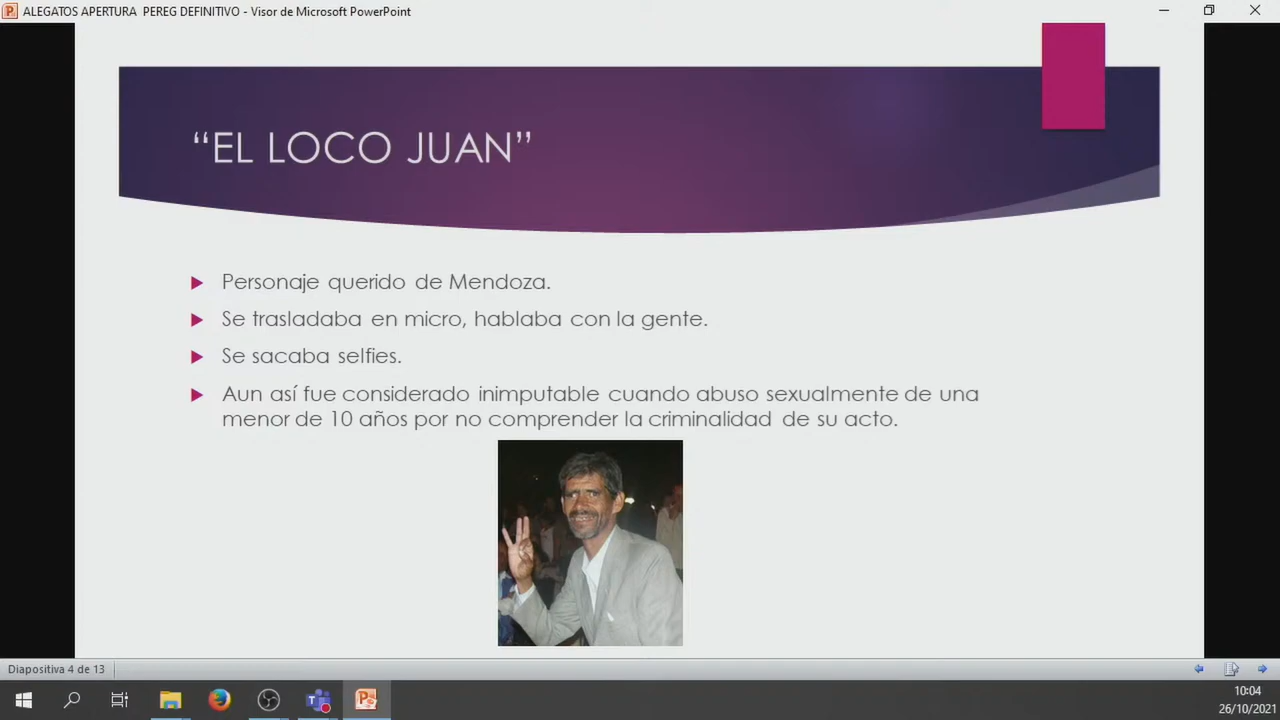 ALEGATOS APERTURA PEREG DEFINITIVO - Visor de Microsoft PowerPoint
“EL LOCO JUAN”
Personaje querido de Mendoza.
Se trasladaba en micro, hablaba con la gente.
Se sacaba selfies.
Aun así fue considerado inimputable cuando abuso sexualmente de una
menor de 10 años por no comprender la criminalidad de su acto.
Diapositiva 4 de 13
10:04
26/10/2021